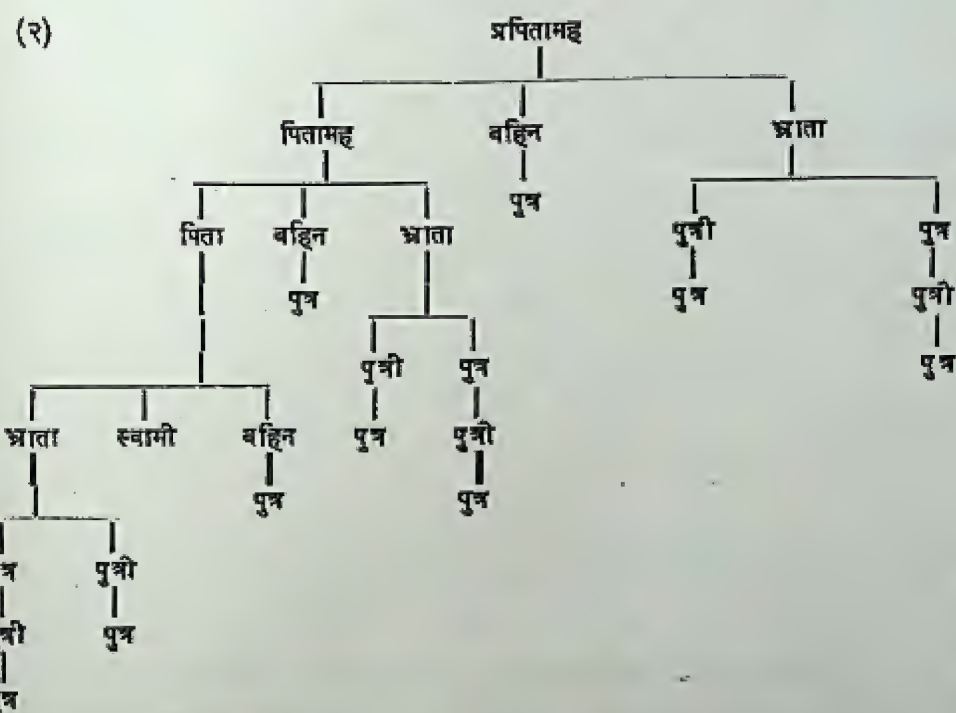 (२) प्रपितामह
पितामह बहिन भ्राता
पुत्र
पिता बहिन भ्राता पुत्री पुत्र
पुत्र पुत्र पुत्री
पुत्री पुत्र पुत्र
भ्राता स्वामी बहिन पुत्र पुत्री
पुत्र पुत्र
त्र पुत्री
त्री पुत्र
त्र